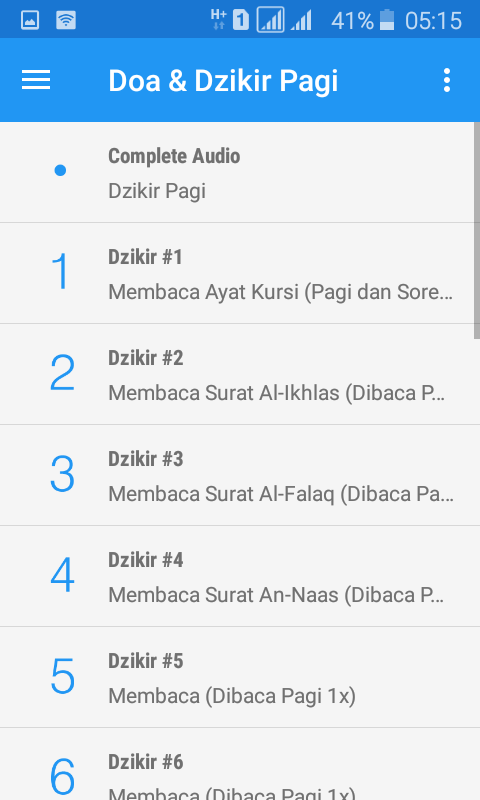 H+ 1 41% 05:15
Doa & Dzikir Pagi
Complete Audio
Dzikir Pagi
1
Dzikir #1
Membaca Ayat Kursi (Pagi dan Sore...
2
Dzikir #2
Membaca Surat Al-Ikhlas (Dibaca P...
3
Dzikir #3
Membaca Surat Al-Falaq (Dibaca Pa...
4
Dzikir #4
Membaca Surat An-Naas (Dibaca P...
5
Dzikir #5
Membaca (Dibaca Pagi 1x)
6
Dzikir #6
Membaca (Dibaca Pagi 1x)